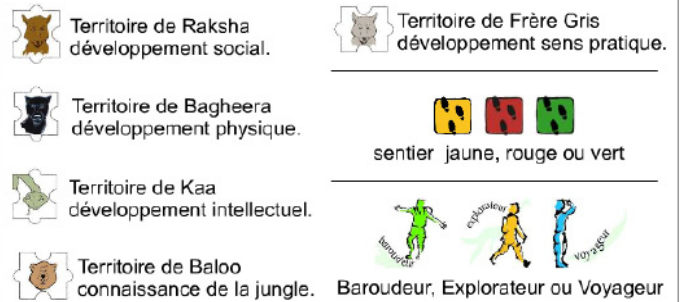 Territoire de Raksha
développement social.
Territoire de Bagheera
développement physique.
Territoire de Kaa
développement intellectuel.
Territoire de Baloo
connaissance de la jungle.
Territoire de Frère Gris
développement sens pratique.
sentier jaune, rouge ou vert
baroudeur
explorateur
voyageur
Baroudeur, Explorateur ou Voyageur